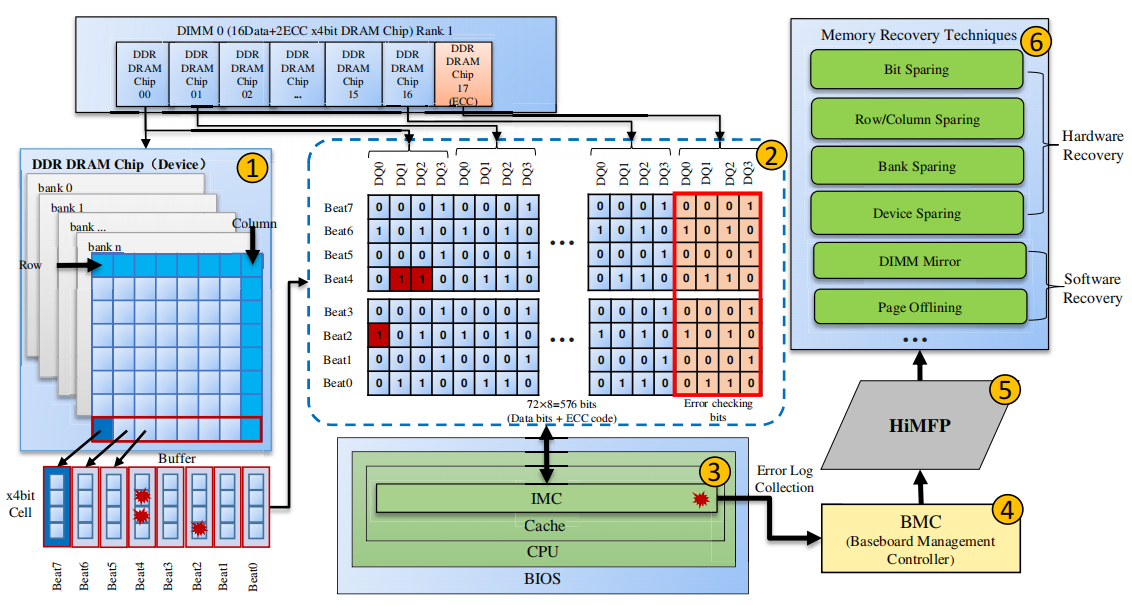 DIMM 0 (16Data+2ECC x4bit DRAM Chip) Rank 1
DDR DRAM Chip 00
DDR DRAM Chip 01
DDR DRAM Chip 02
DDR DRAM Chip ...
DDR DRAM Chip 15
DDR DRAM Chip 16
DDR DRAM Chip 17 (ECC)
DDR DRAM Chip（Device）
1
bank 0
bank 1
bank ...
bank n
Column
Row
Buffer
x4bit
Cell
Beat7 Beat6 Beat5 Beat4 Beat3 Beat2 Beat1 Beat0
2
DQ0 DQ1 DQ2 DQ3 DQ0 DQ1 DQ2 DQ3 DQ0 DQ1 DQ2 DQ3 DQ0 DQ1 DQ2 DQ3
Beat7 0 0 0 1 0 0 0 1 0 0 0 1 0 0 0 1
Beat6 1 0 1 0 1 0 1 0 ... 1 0 1 0 1 0 1 0
Beat5 0 0 0 1 0 0 0 1 0 0 0 1 0 0 0 1
Beat4 0 1 1 0 0 1 1 0 0 1 1 0 0 1 1 0
Beat3 0 0 0 1 0 0 0 1 0 0 0 1 0 0 0 1
Beat2 1 0 1 0 1 0 1 0 ... 1 0 1 0 1 0 1 0
Beat1 0 0 0 1 0 0 0 1 0 0 0 1 0 0 0 1
Beat0 0 1 1 0 0 1 1 0 0 1 1 0 0 1 1 0
72×8=576 bits
(Data bits + ECC code)
Error checking
bits
3
IMC
Cache
CPU
BIOS
Error Log
Collection
4
BMC
(Baseboard Management
Controller)
5
HiMFP
6
Memory Recovery Techniques
Bit Sparing
Row/Column Sparing
Bank Sparing
Device Sparing
DIMM Mirror
Page Offlining
...
Hardware
Recovery
Software
Recovery